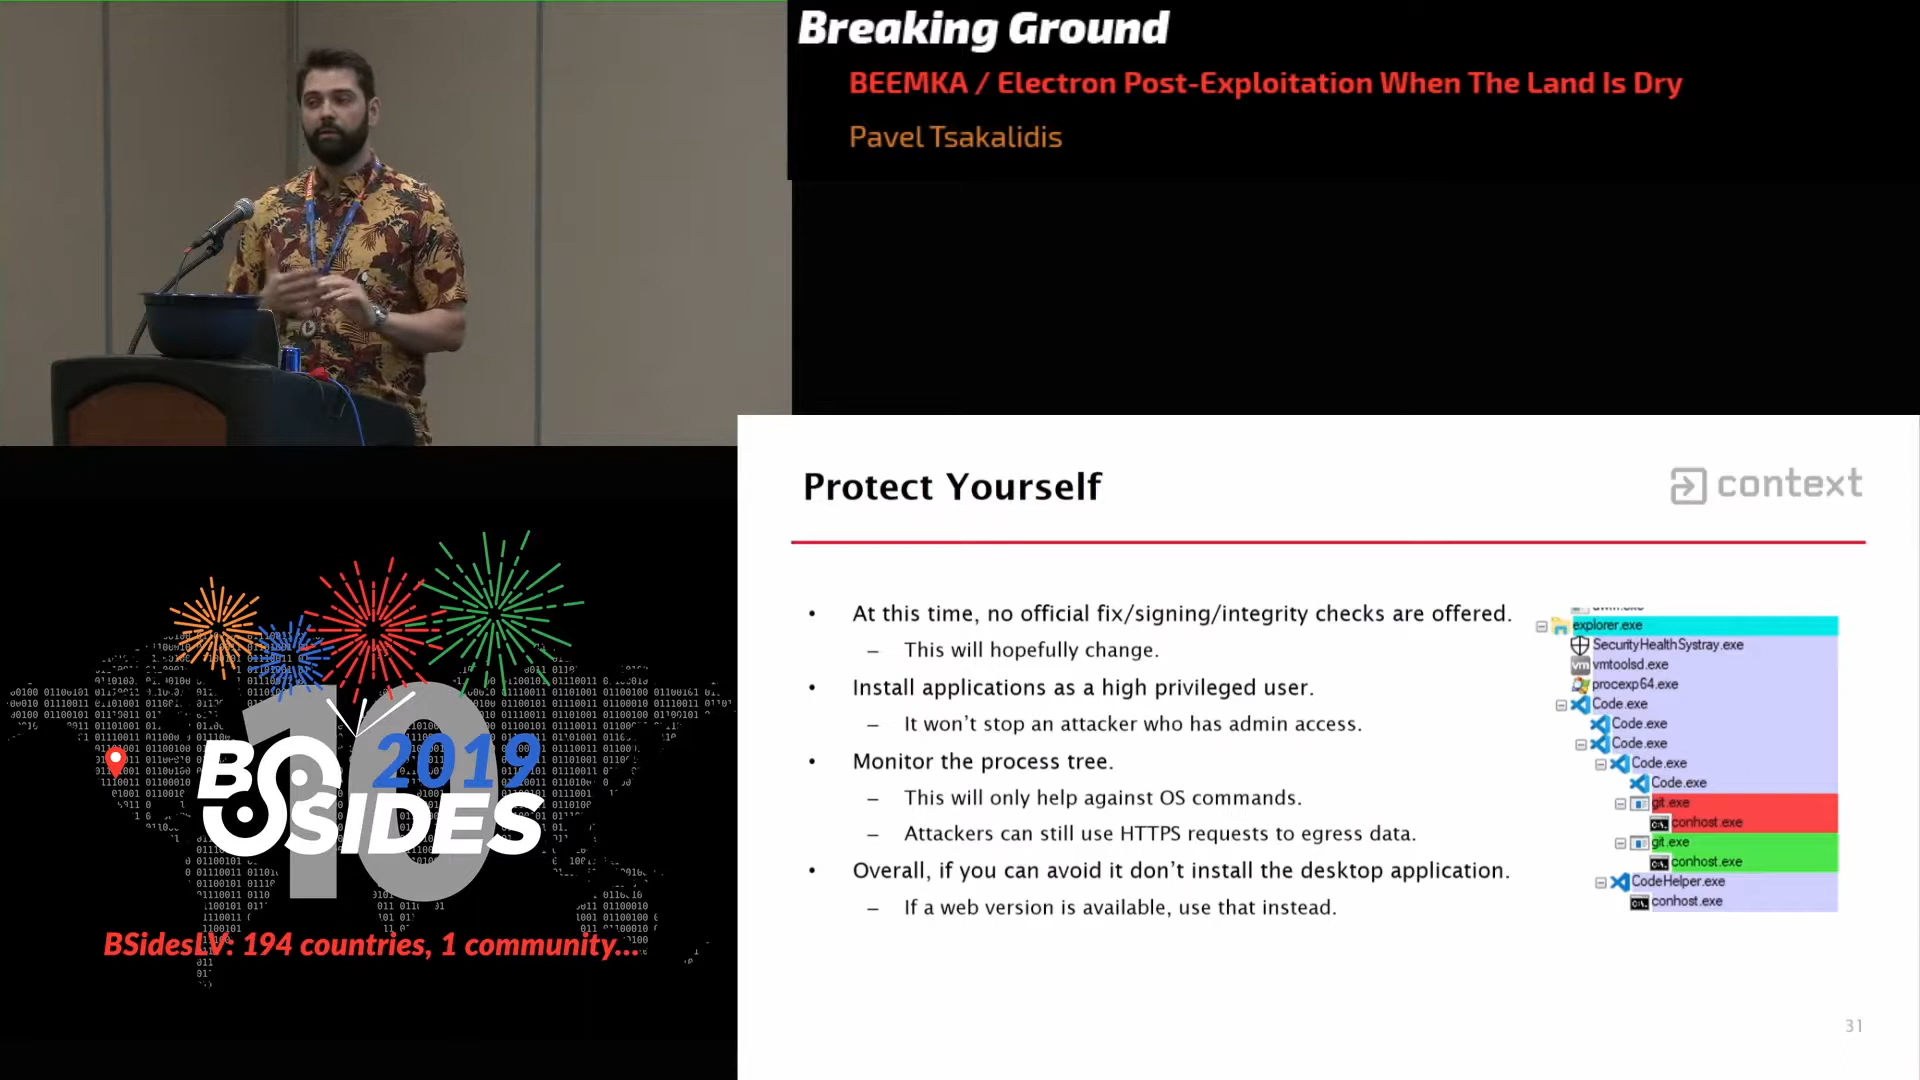 Breaking Ground
BEEMKA / Electron Post-Exploitation When The Land Is Dry
Pavel Tsakalidis
Protect Yourself
context
• At this time, no official fix/signing/integrity checks are offered.
– This will hopefully change.
• Install applications as a high privileged user.
– It won't stop an attacker who has admin access.
• Monitor the process tree.
– This will only help against OS commands.
– Attackers can still use HTTPS requests to egress data.
• Overall, if you can avoid it don't install the desktop application.
– If a web version is available, use that instead.
explorer.exe
SecurityHealthSystray.exe
vm vmtoolsd.exe
procexp64.exe
Code.exe
Code.exe
Code.exe
Code.exe
Code.exe
git.exe
conhost.exe
git.exe
conhost.exe
CodeHelper.exe
conhost.exe
31
10
2019
BSIDES
BSidesLV: 194 countries, 1 community...